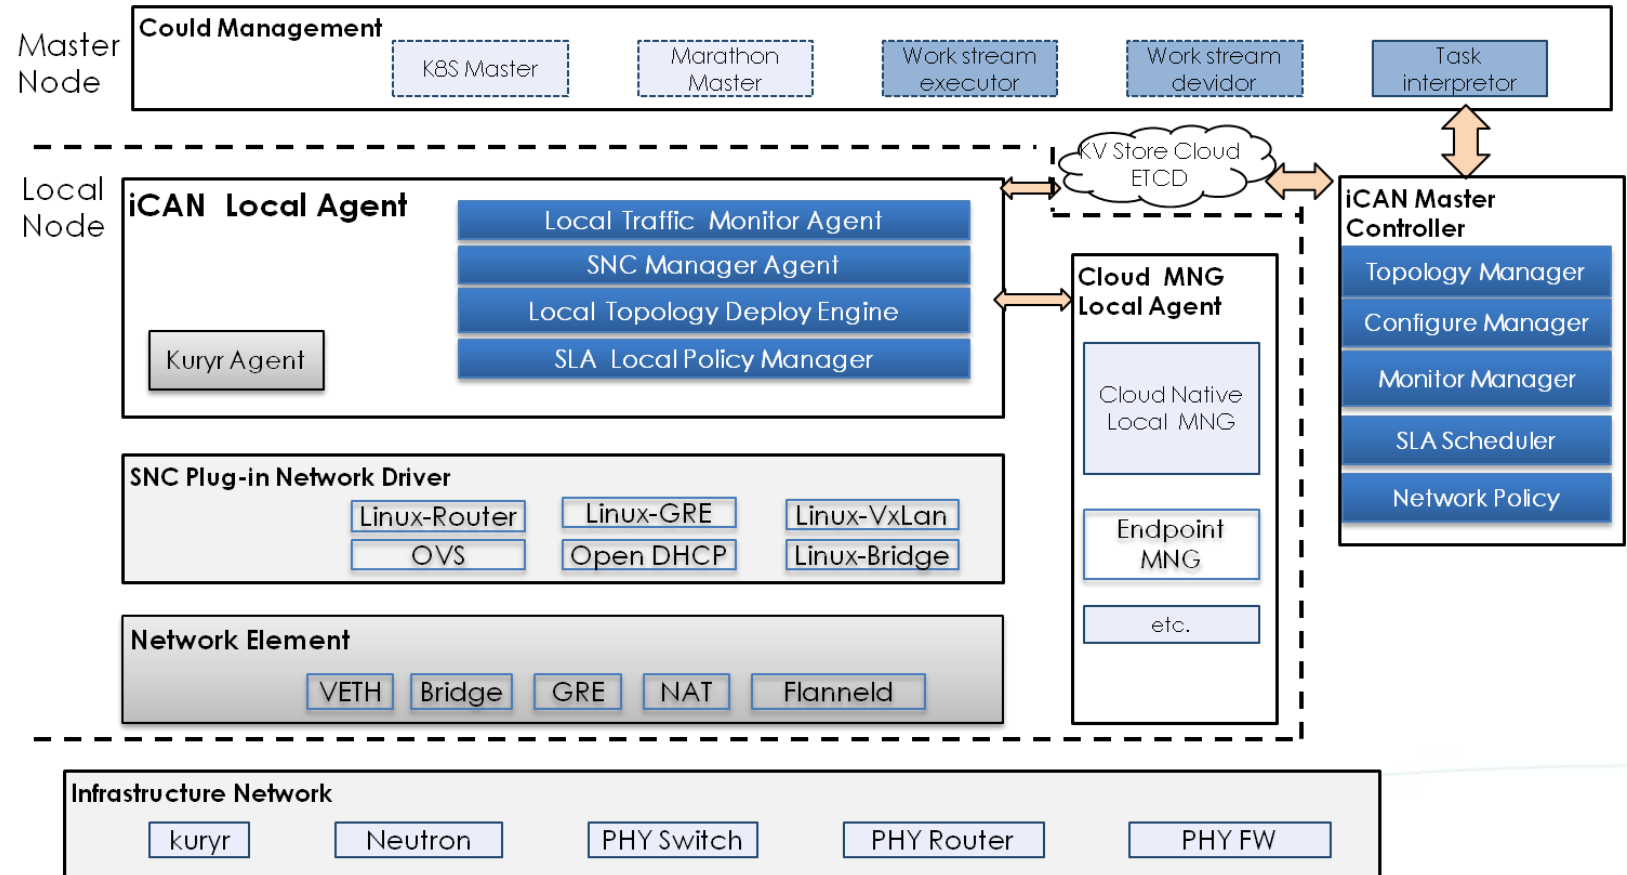 Master
Node
Could Management
K8S Master
Marathon
Master
Work stream
executor
Work stream
devidor
Task
interpretor
Local
Node
iCAN Local Agent
Local Traffic Monitor Agent
SNC Manager Agent
Local Topology Deploy Engine
SLA Local Policy Manager
Kuryr Agent
KV Store Cloud
ETCD
iCAN Master
Controller
Topology Manager
Configure Manager
Monitor Manager
SLA Scheduler
Network Policy
Cloud MNG
Local Agent
Cloud Native
Local MNG
Endpoint
MNG
etc.
SNC Plug-in Network Driver
Linux-Router
Linux-GRE
Linux-VxLan
OVS
Open DHCP
Linux-Bridge
Network Element
VETH
Bridge
GRE
NAT
Flanneld
Infrastructure Network
kuryr
Neutron
PHY Switch
PHY Router
PHY FW